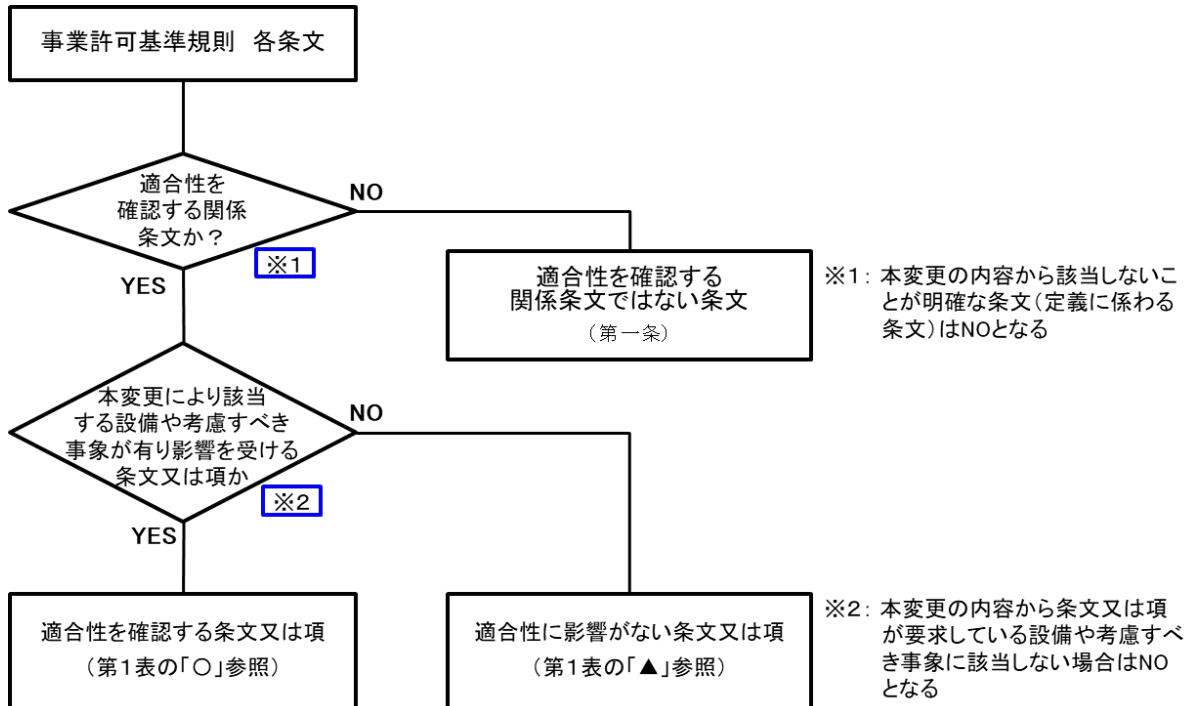 事業許可基準規則　各条文
適合性を
確認する関係
条文か？
※１
NO
YES
適合性を確認する
関係条文ではない条文
（第一条）
※１：本変更の内容から該当しないこ
とが明確な条文（定義に係わる
条文）はNOとなる
本変更により該当
する設備や考慮すべき
事象が有り影響を受ける
条文又は項か
※２
NO
YES
適合性を確認する条文又は項
（第１表の「〇」参照）
適合性に影響がない条文又は項
（第１表の「▲」参照）
※２：本変更の内容から条文又は項
が要求している設備や考慮すべ
き事象に該当しない場合はNO
となる